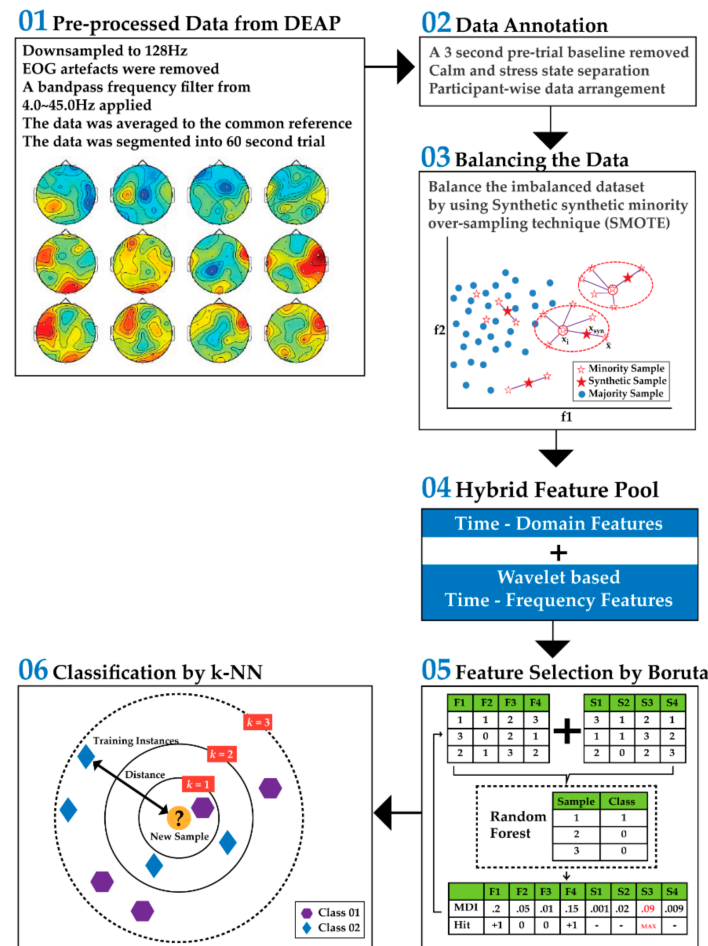 01 Pre-processed Data from DEAP
Downsampled to 128Hz
EOG artefacts were removed
A bandpass frequency filter from
4.0~45.0Hz applied
The data was averaged to the common reference
The data was segmented into 60 second trial
02 Data Annotation
A 3 second pre-trial baseline removed
Calm and stress state separation
Participant-wise data arrangement
03 Balancing the Data
Balance the imbalanced dataset
by using Synthetic synthetic minority
over-sampling technique (SMOTE)
f2
xi
xsyn
x̂
Minority Sample
Synthetic Sample
Majority Sample
f1
04 Hybrid Feature Pool
Time - Domain Features
+
Wavelet based
Time - Frequency Features
05 Feature Selection by Boruta
F1 F2 F3 F4
1 1 2 3
3 0 2 1
2 1 3 2
+
S1 S2 S3 S4
3 1 2 1
1 1 3 2
2 0 2 3
Random
Forest
Sample Class
1 1
2 0
3 0
F1 F2 F3 F4 S1 S2 S3 S4
MDI .2 .05 .01 .15 .001 .02 .09 .009
Hit +1 0 0 +1 - - MAX -
06 Classification by k-NN
k = 3
Training Instances
k = 2
Distance
k = 1
?
New Sample
Class 01
Class 02